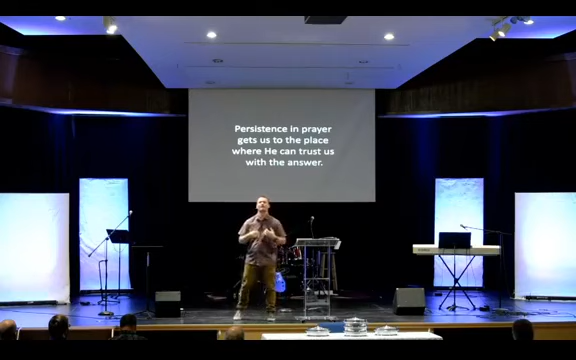 Persistence in prayer
gets us to the place
where He can trust us
with the answer.